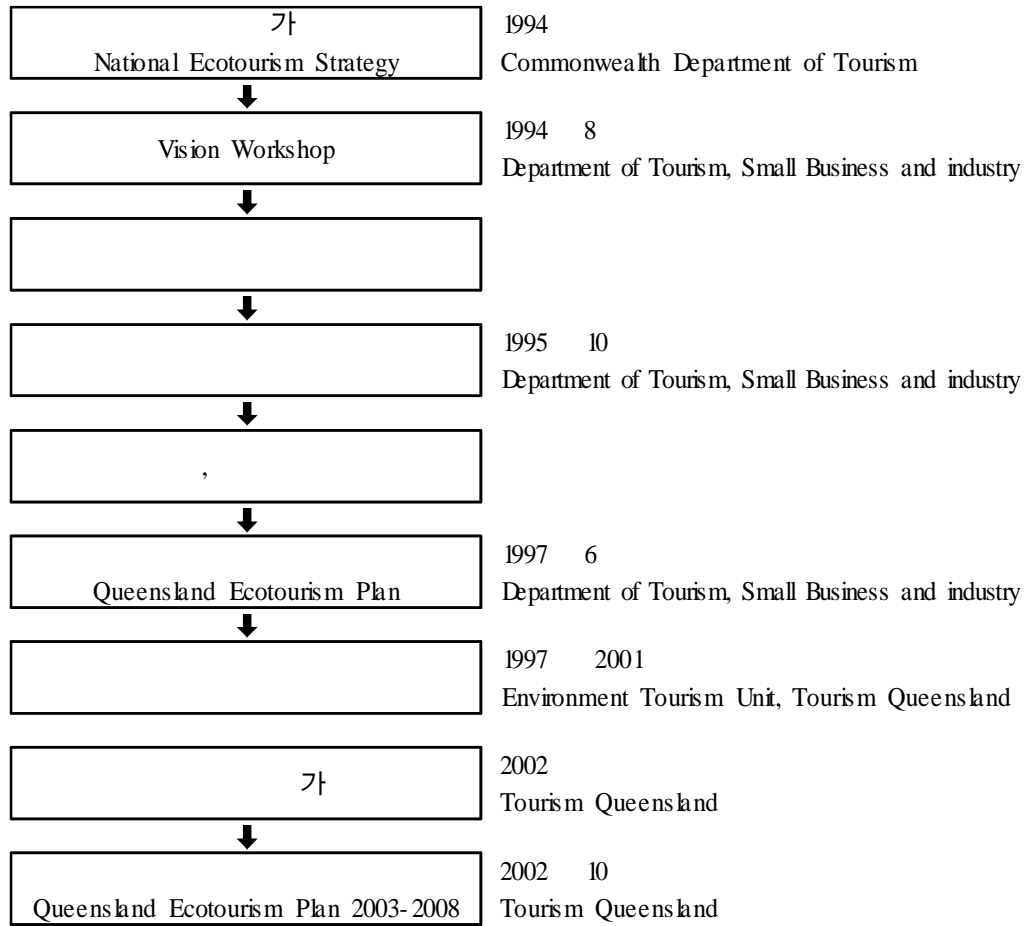 가
National Ecotourism Strategy
1994
Commonwealth Department of Tourism
Vision Workshop
1994 8
Department of Tourism, Small Business and industry
1995 10
Department of Tourism, Small Business and industry
,
Queensland Ecotourism Plan
1997 6
Department of Tourism, Small Business and industry
1997 2001
Environment Tourism Unit, Tourism Queensland
가
2002
Tourism Queensland
Queensland Ecotourism Plan 2003-2008
2002 10
Tourism Queensland